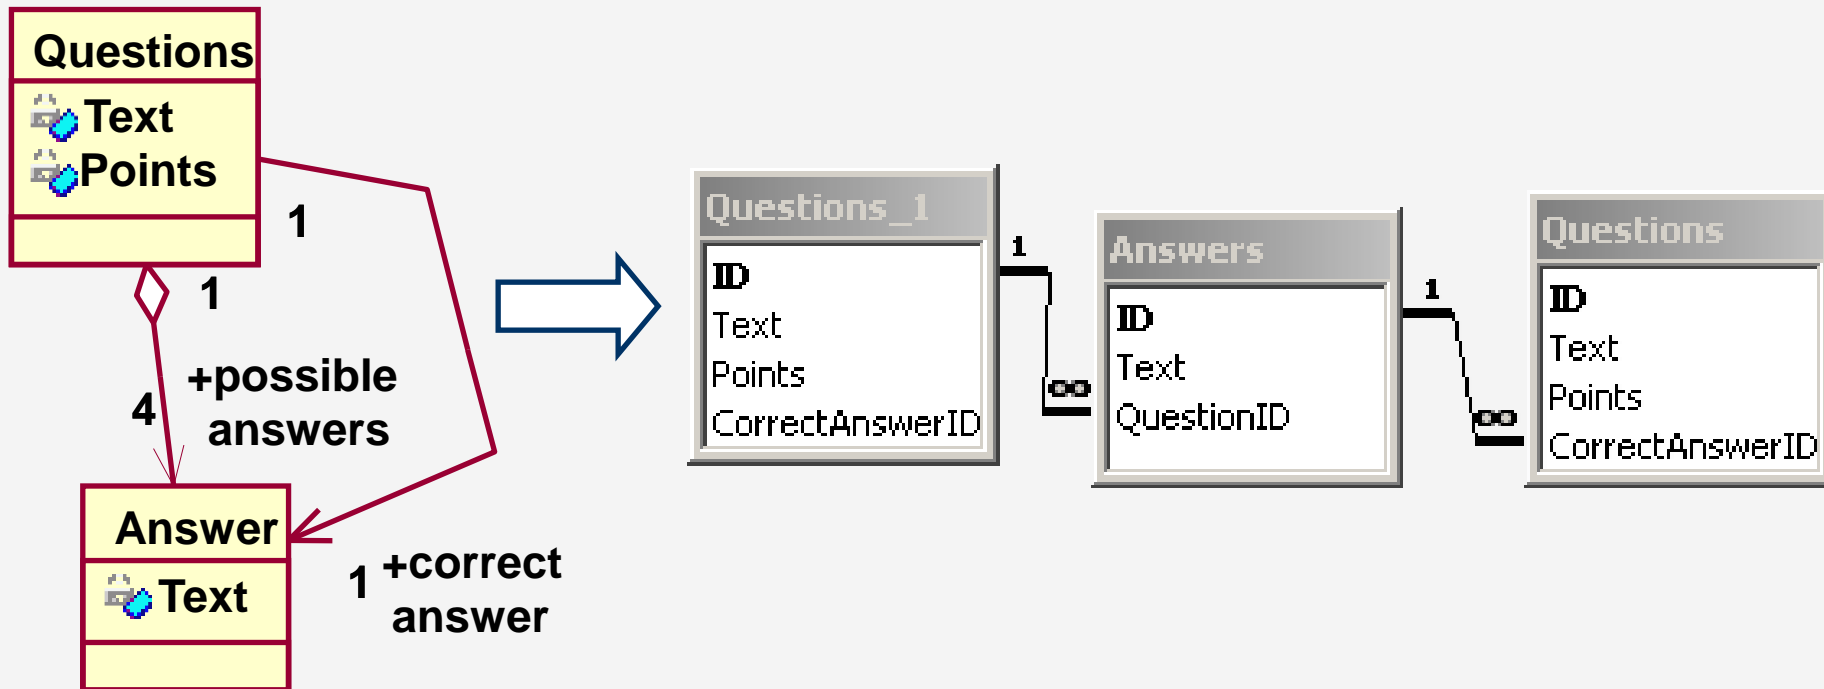 Questions
Text
Points
1
1
+possible
answers
4
Answer
Text
1
+correct
answer
Questions_1
ID
Text
Points
CorrectAnswerID
1
∞
Answers
ID
Text
QuestionID
1
∞
Questions
ID
Text
Points
CorrectAnswerID